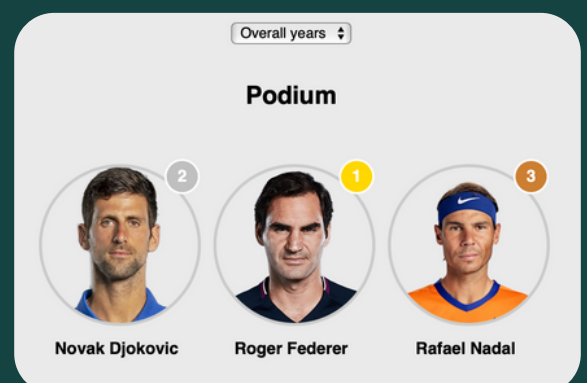 Overall years
Podium
2
1
3
Novak Djokovic
Roger Federer
Rafael Nadal